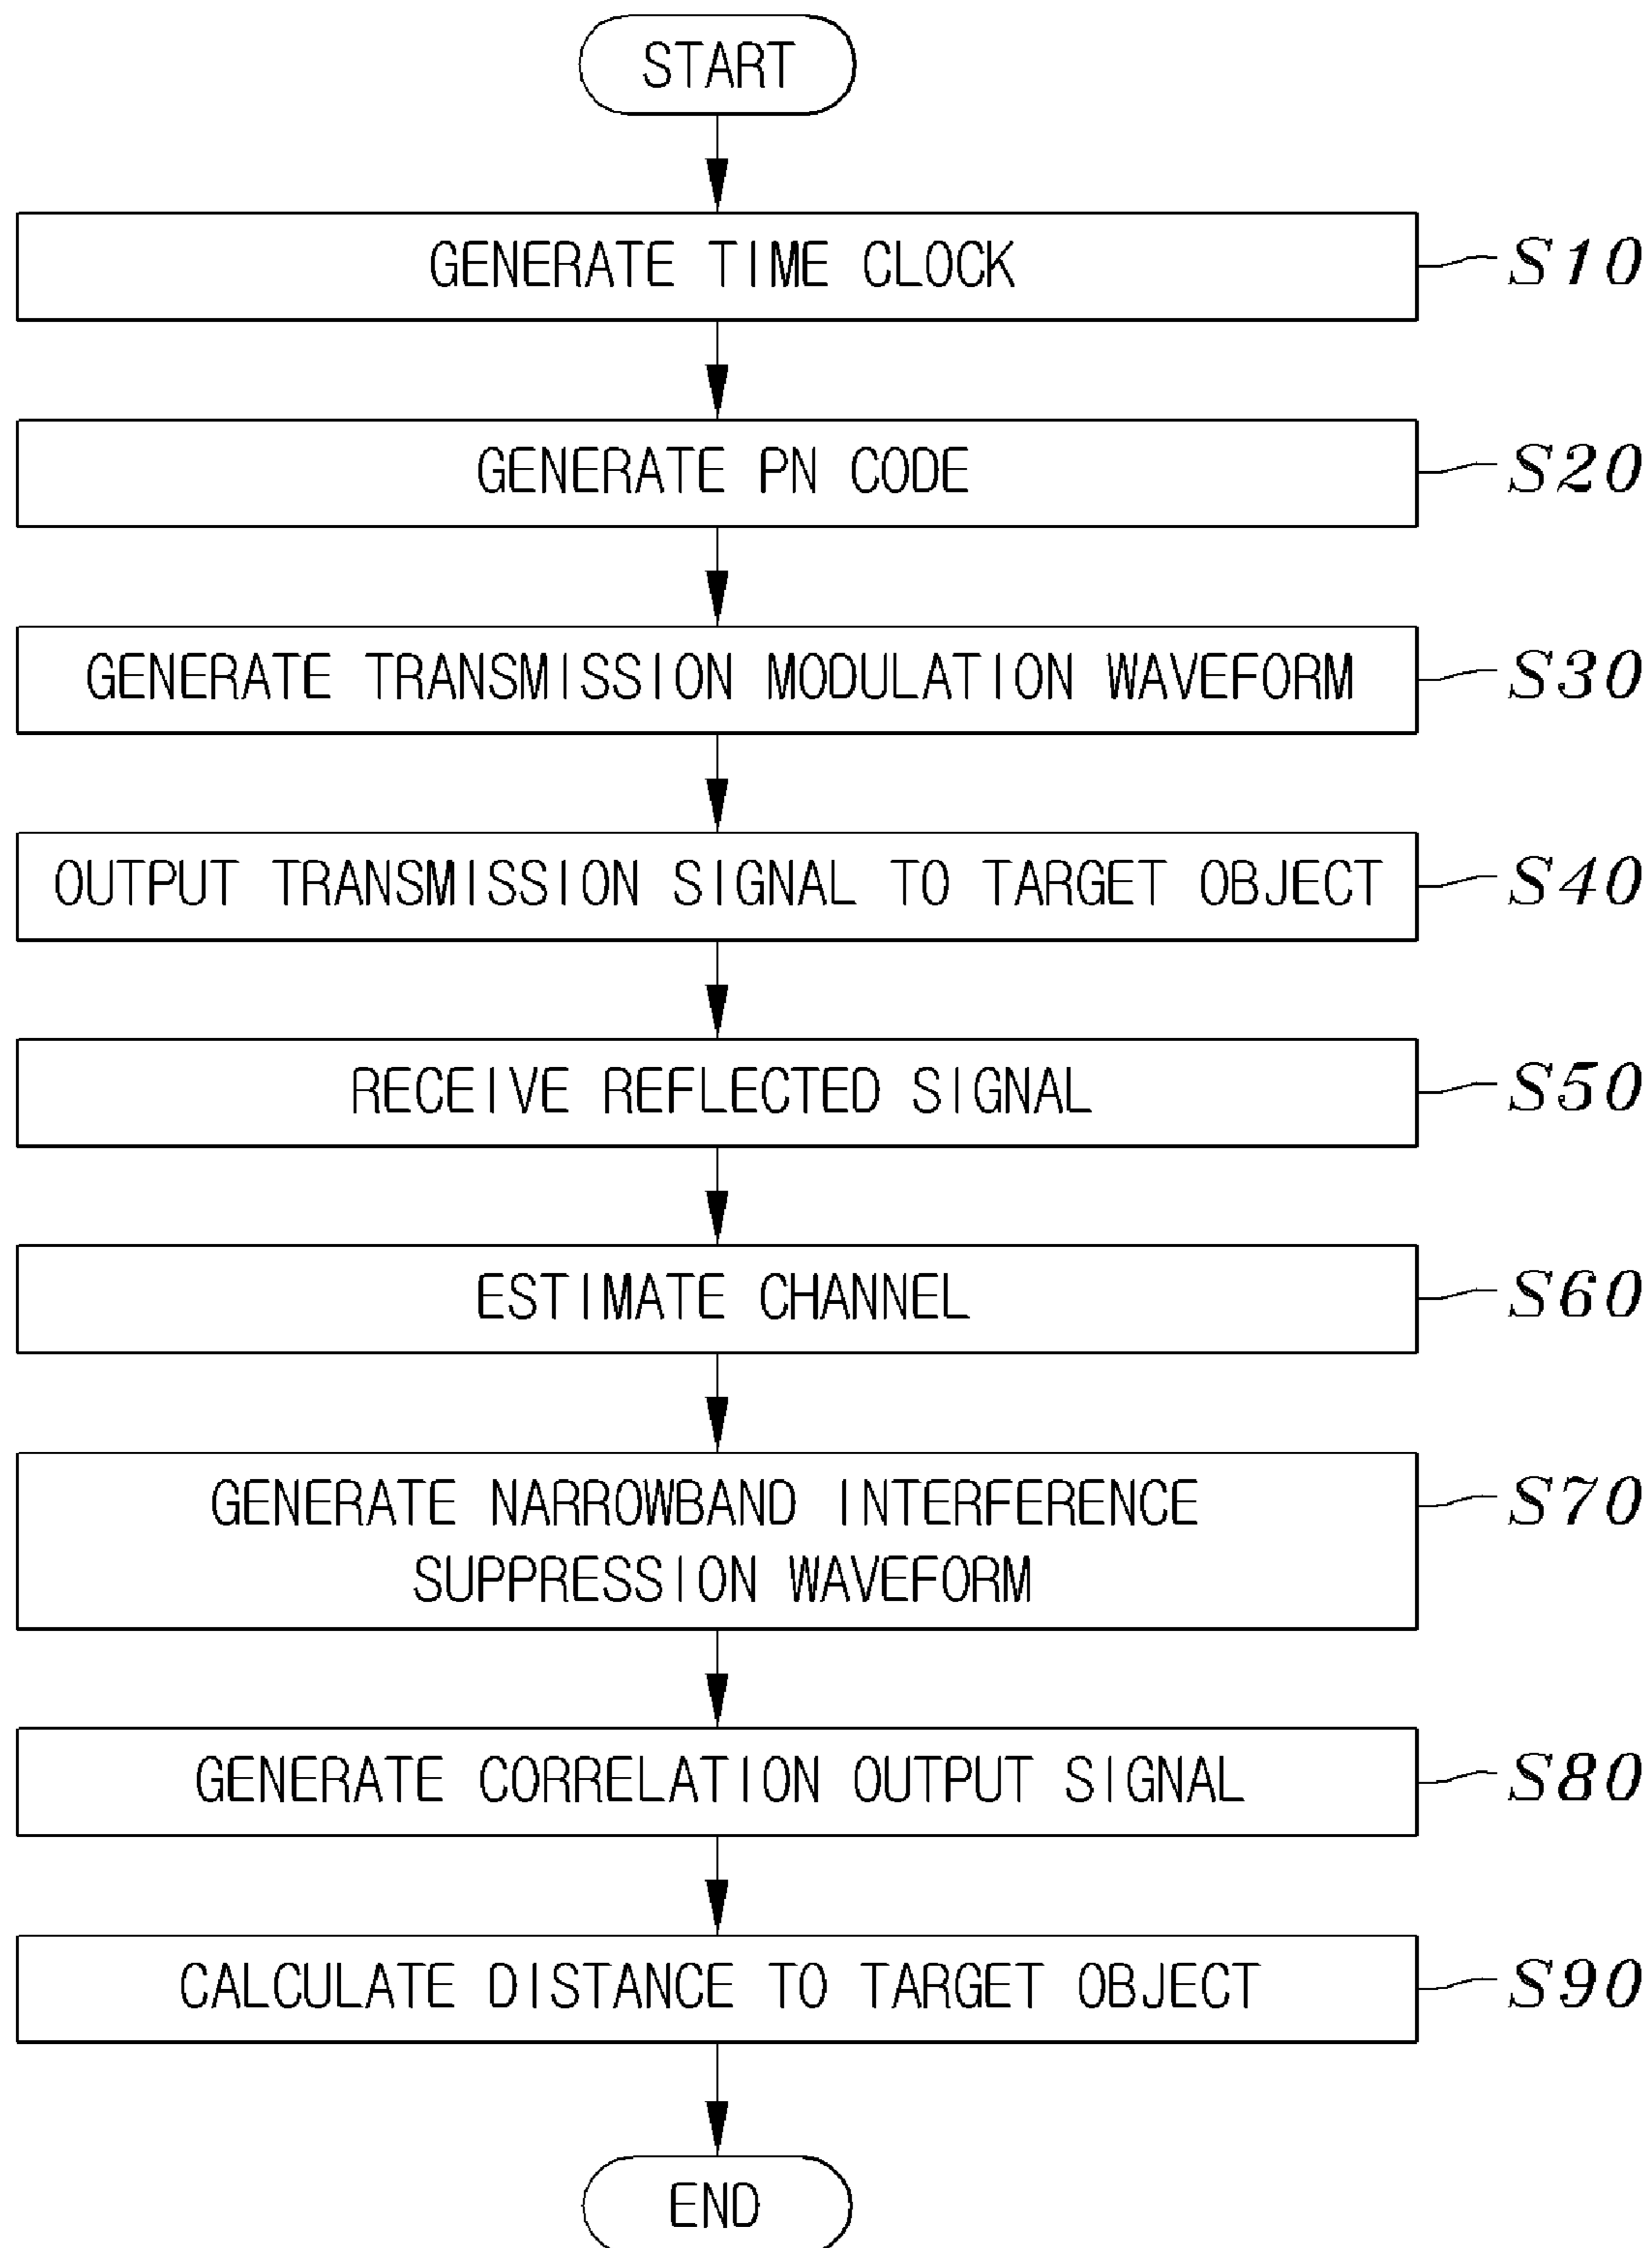 START
GENERATE TIME CLOCK
S10
GENERATE PN CODE
S20
GENERATE TRANSMISSION MODULATION WAVEFORM
S30
OUTPUT TRANSMISSION SIGNAL TO TARGET OBJECT
S40
RECEIVE REFLECTED SIGNAL
S50
ESTIMATE CHANNEL
S60
GENERATE NARROWBAND INTERFERENCE
SUPPRESSION WAVEFORM
S70
GENERATE CORRELATION OUTPUT SIGNAL
S80
CALCULATE DISTANCE TO TARGET OBJECT
S90
END